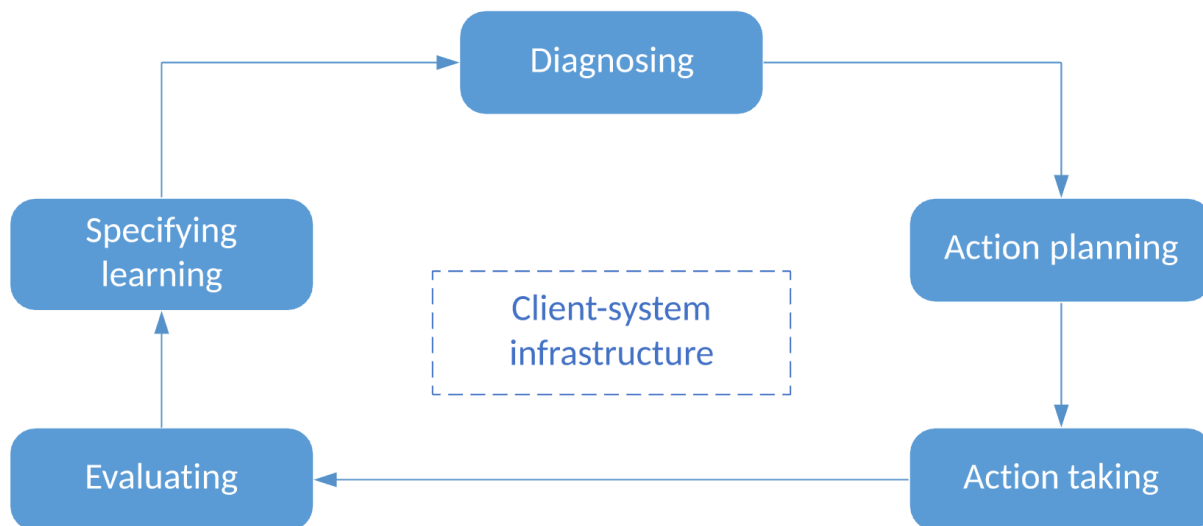 Diagnosing
Specifying
learning
Action planning
Client-system
infrastructure
Evaluating
Action taking